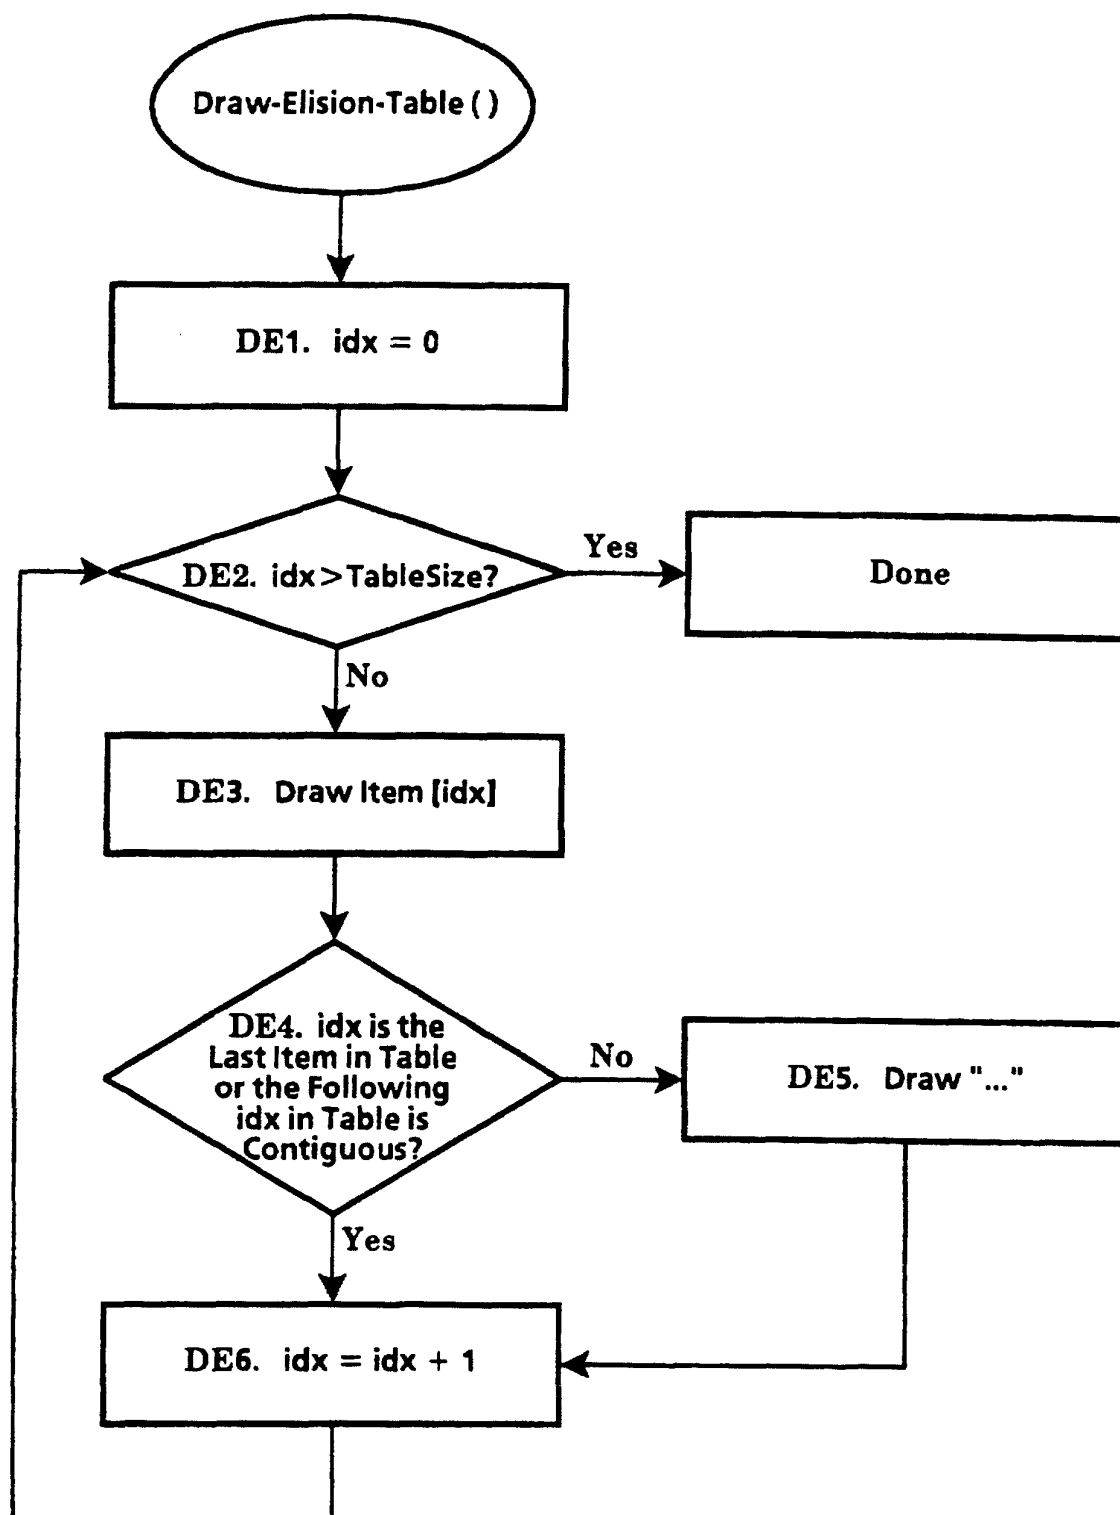 Draw-Elision-Table ( )
DE1. idx = 0
DE2. idx>TableSize?
Yes
Done
No
DE3. Draw Item [idx]
DE4. idx is the
Last Item in Table
or the Following
idx in Table is
Contiguous?
No
DE5. Draw "..."
Yes
DE6. idx = idx + 1